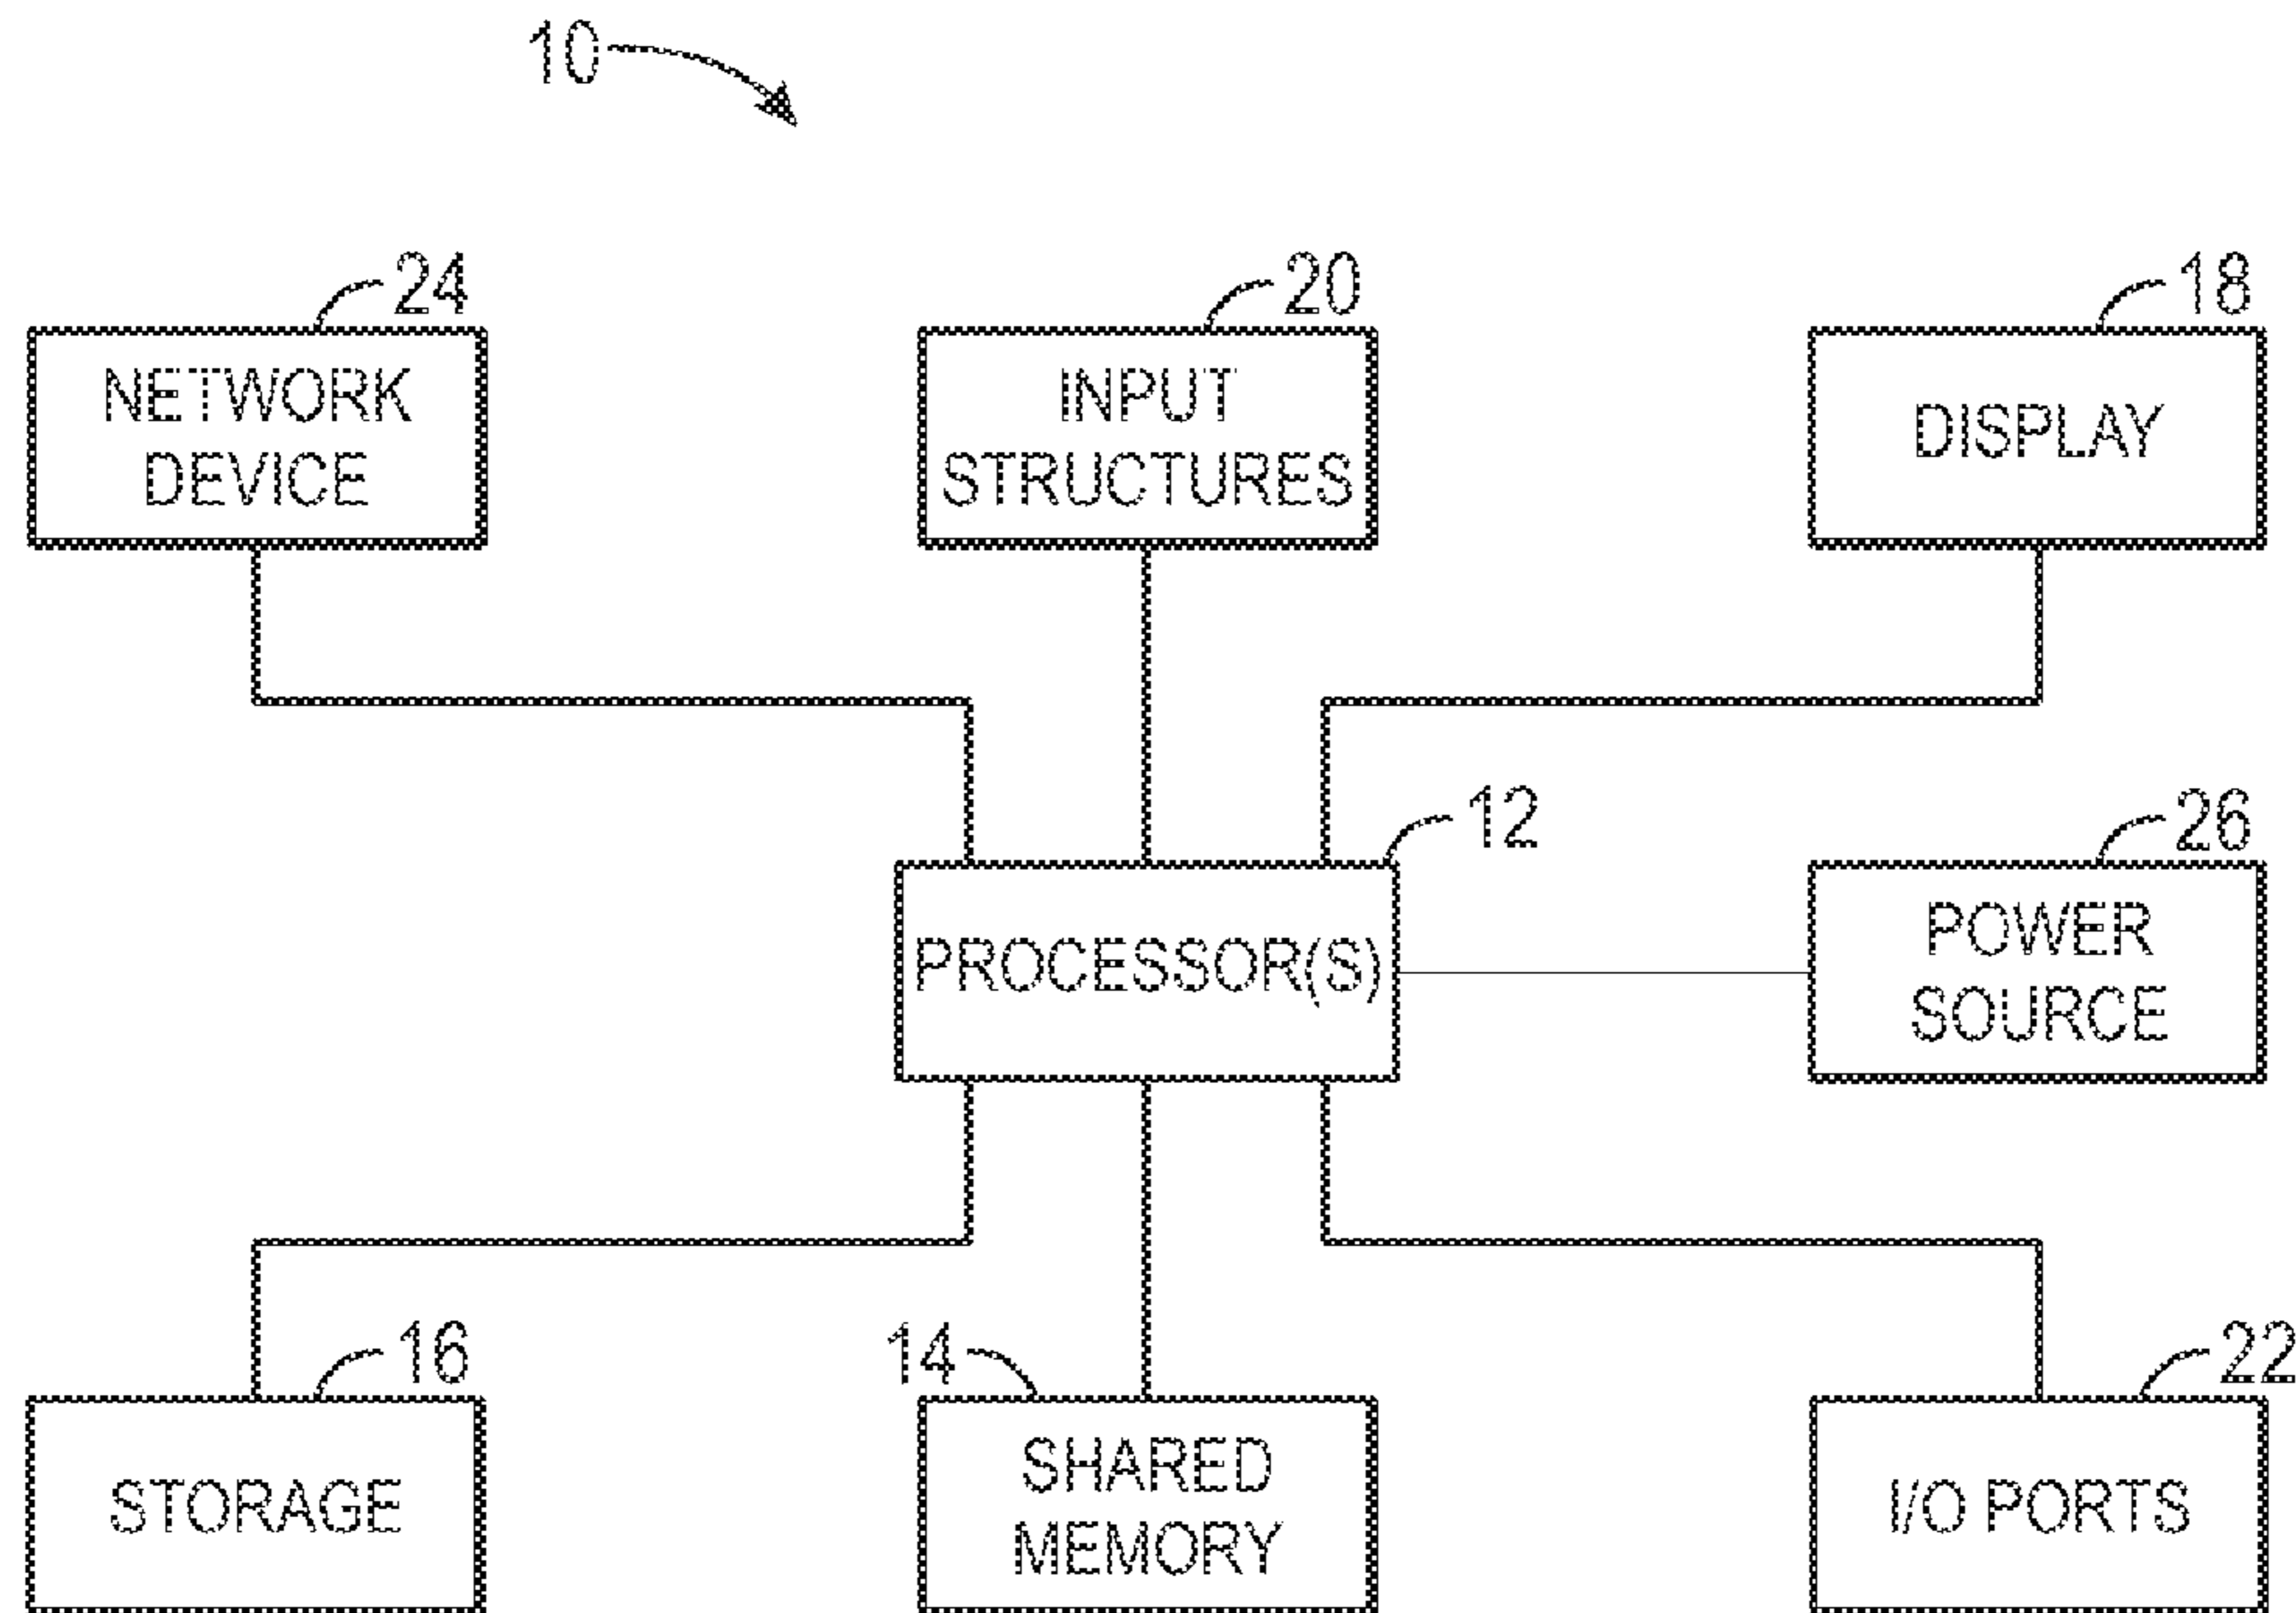 10
24
20
18
NETWORK
DEVICE
INPUT
STRUCTURES
DISPLAY
12
26
PROCESSOR(S)
POWER
SOURCE
16
14
22
STORAGE
SHARED
MEMORY
I/O PORTS